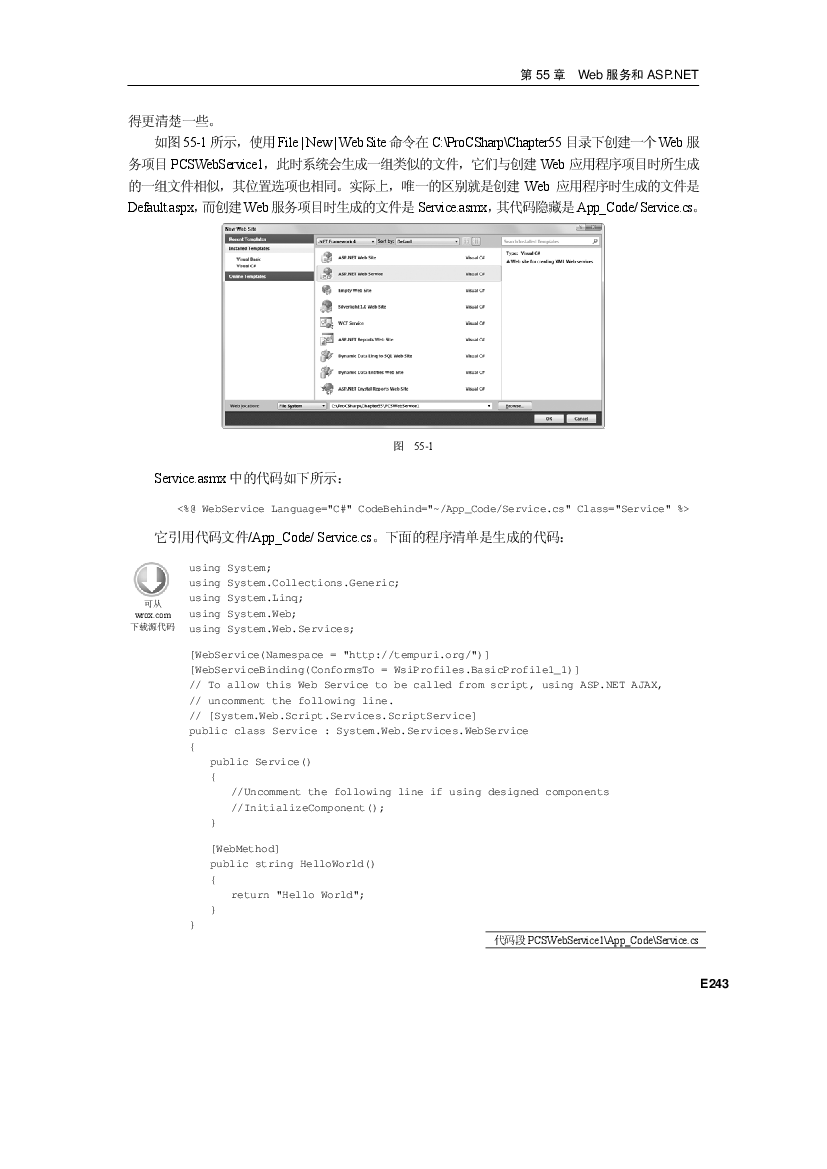 第 55 章 Web 服务和 ASP.NET
得更清楚一些。
如图 55-1 所示，使用 File | New | Web Site 命令在 C:\ProCSharp\Chapter55 目录下创建一个 Web 服
务项目 PCSWebService1，此时系统会生成一组类似的文件，它们与创建 Web 应用程序项目时所生成
的一组文件相似，其位置选项也相同。实际上，唯一的区别就是创建 Web 应用程序时生成的文件是
Default.aspx，而创建 Web 服务项目时生成的文件是 Service.asmx，其代码隐藏是 App_Code/ Service.cs。
New Web Site
Recent Templates
.NET Framework 4 Sort by: Default
Search Installed Templates
Installed Templates
Visual Basic
Visual C#
Online Templates
ASP.NET Web Site Visual C#
ASP.NET Web Service Visual C#
Empty Web Site Visual C#
Silverlight 1.0 Web Site Visual C#
WCF Service Visual C#
ASP.NET Reports Web Site Visual C#
Dynamic Data Linq to SQL Web Site Visual C#
Dynamic Data Entities Web Site Visual C#
ASP.NET Crystal Reports Web Site Visual C#
Type: Visual C#
A Web site for creating XML Web services
Web location: File System C:\ProCSharp\Chapter55\PCSWebService1 Browse...
OK Cancel
图 55-1
Service.asmx 中的代码如下所示：
<%@ WebService Language="C#" CodeBehind="~/App_Code/Service.cs" Class="Service" %>
它引用代码文件/App_Code/ Service.cs。下面的程序清单是生成的代码：
可从
wrox.com
下载源代码
using System;
using System.Collections.Generic;
using System.Linq;
using System.Web;
using System.Web.Services;
[WebService(Namespace = "http://tempuri.org/")]
[WebServiceBinding(ConformsTo = WsiProfiles.BasicProfile1_1)]
// To allow this Web Service to be called from script, using ASP.NET AJAX,
// uncomment the following line.
// [System.Web.Script.Services.ScriptService]
public class Service : System.Web.Services.WebService
{
public Service()
{
//Uncomment the following line if using designed components
//InitializeComponent();
}
[WebMethod]
public string HelloWorld()
{
return "Hello World";
}
}
代码段 PCSWebService1\App_Code\Service.cs
E243